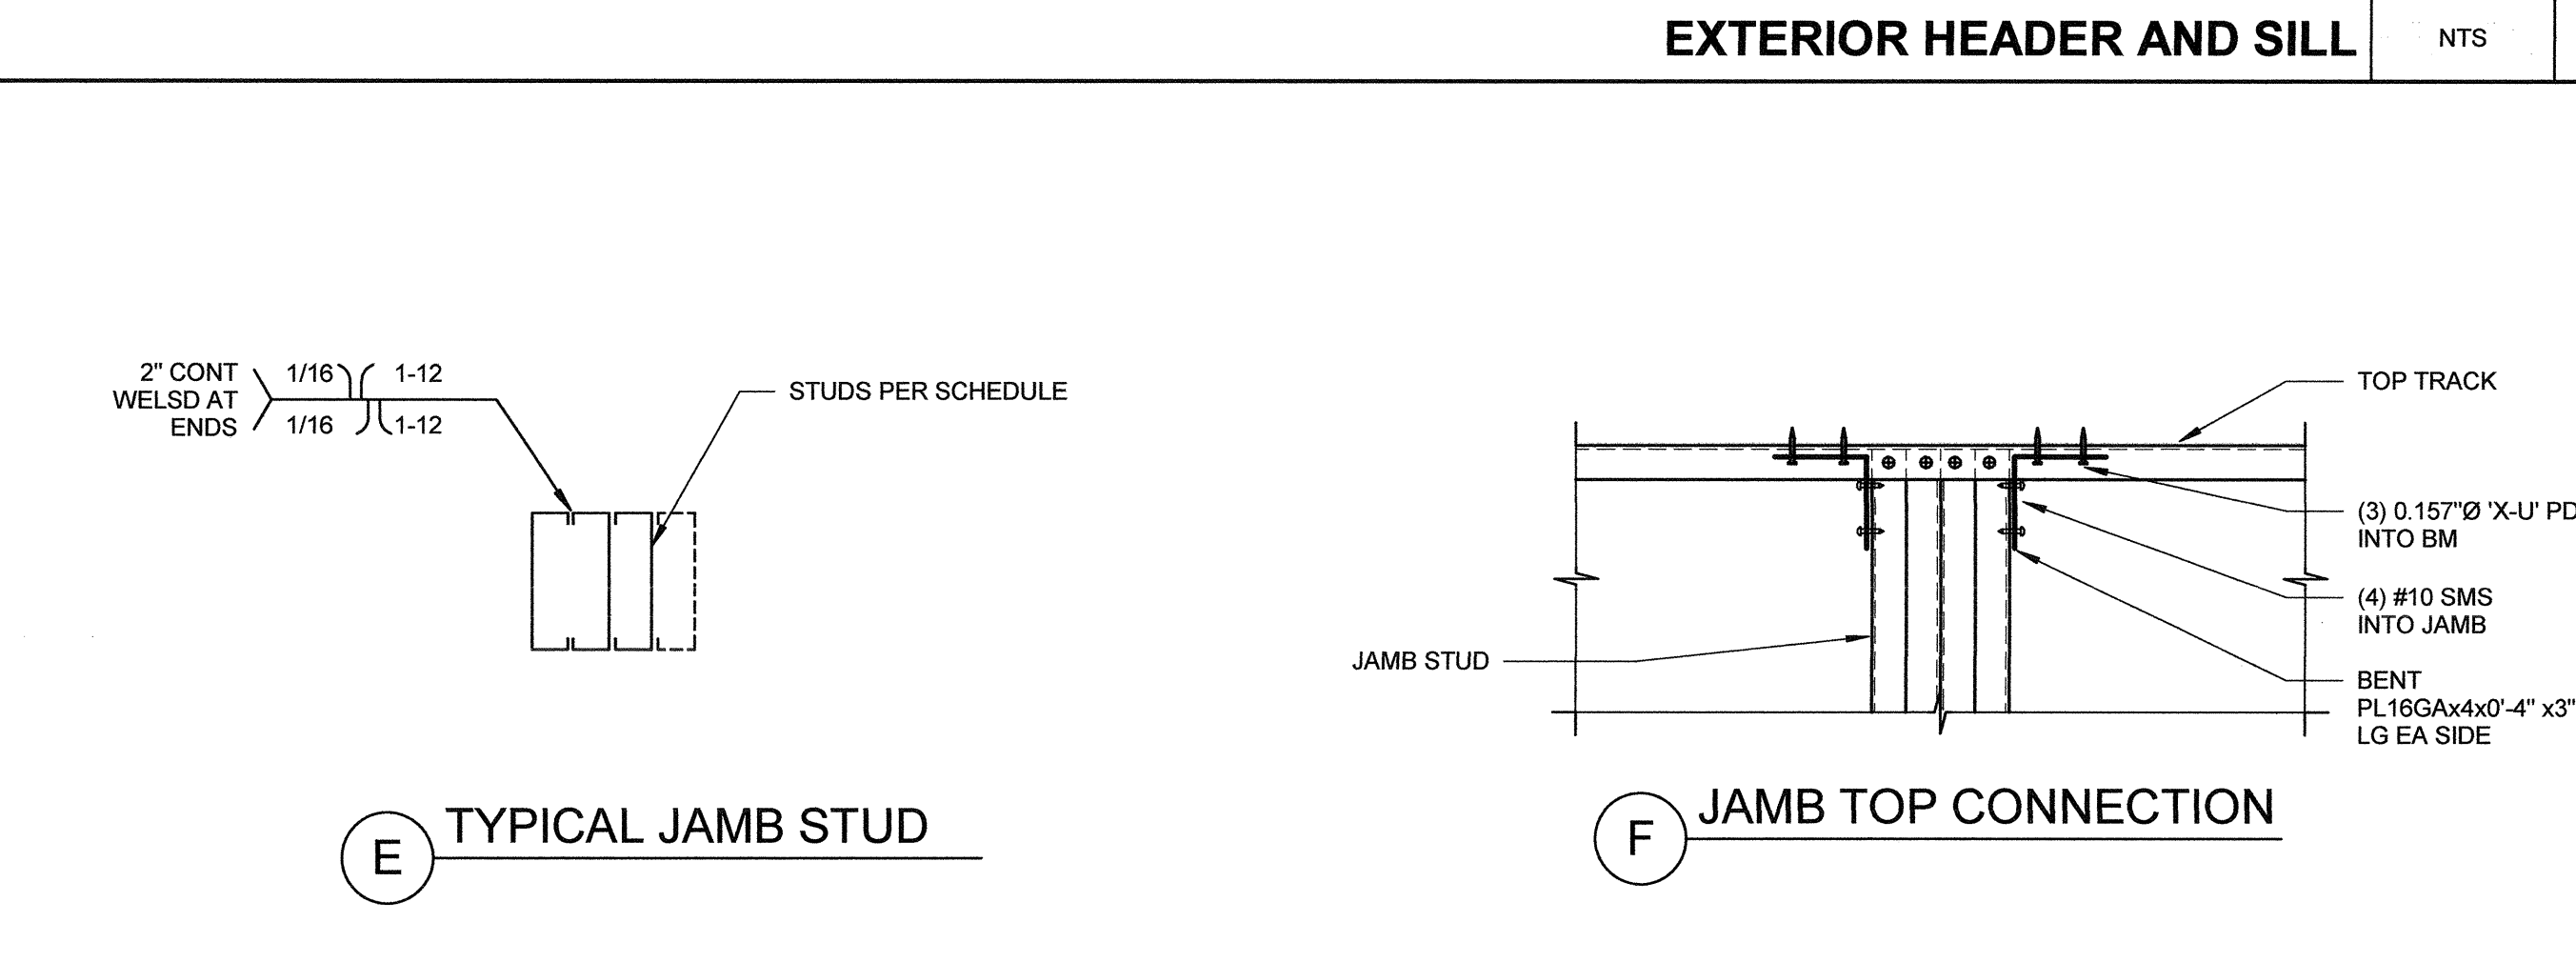 EXTERIOR HEADER AND SILL
NTS
2" CONT
WELSD AT
ENDS
1/16
1-12
1/16
1-12
STUDS PER SCHEDULE
E
TYPICAL JAMB STUD
TOP TRACK
(3) 0.157"Ø 'X-U' PD
INTO BM
(4) #10 SMS
INTO JAMB
JAMB STUD
BENT
PL16GAx4x0'-4" x3"
LG EA SIDE
F
JAMB TOP CONNECTION